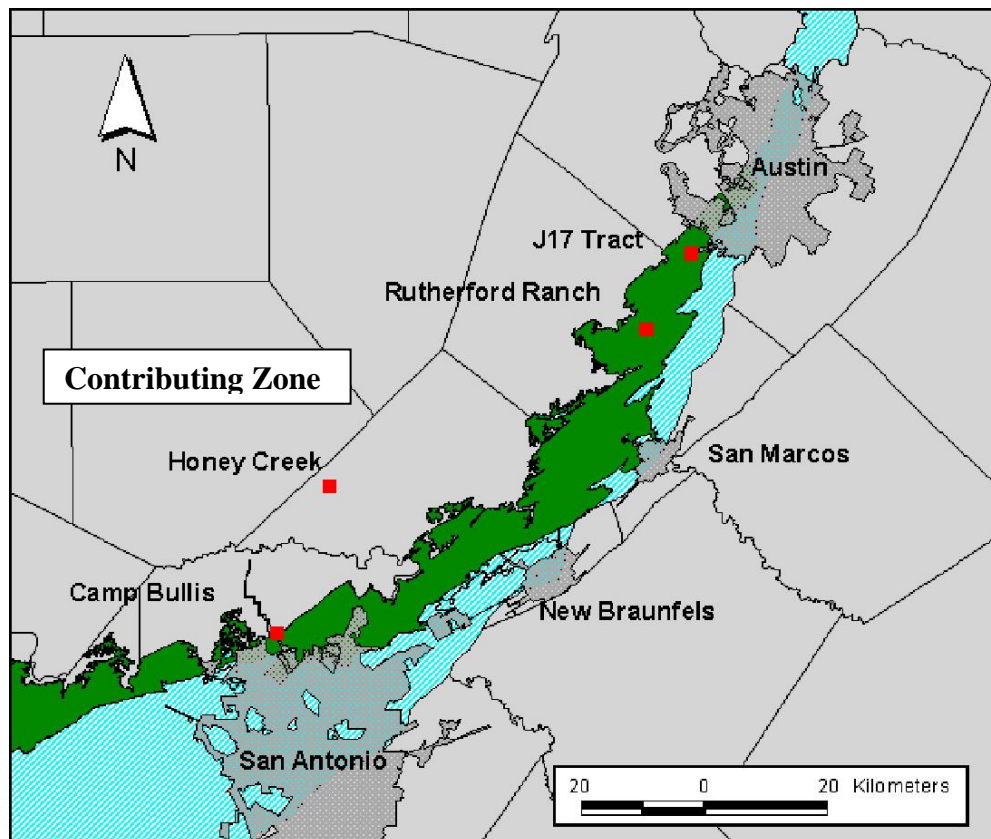 N
Austin
J17 Tract
Rutherford Ranch
Contributing Zone
Honey Creek
San Marcos
Camp Bullis
New Braunfels
San Antonio
20 0 20 Kilometers